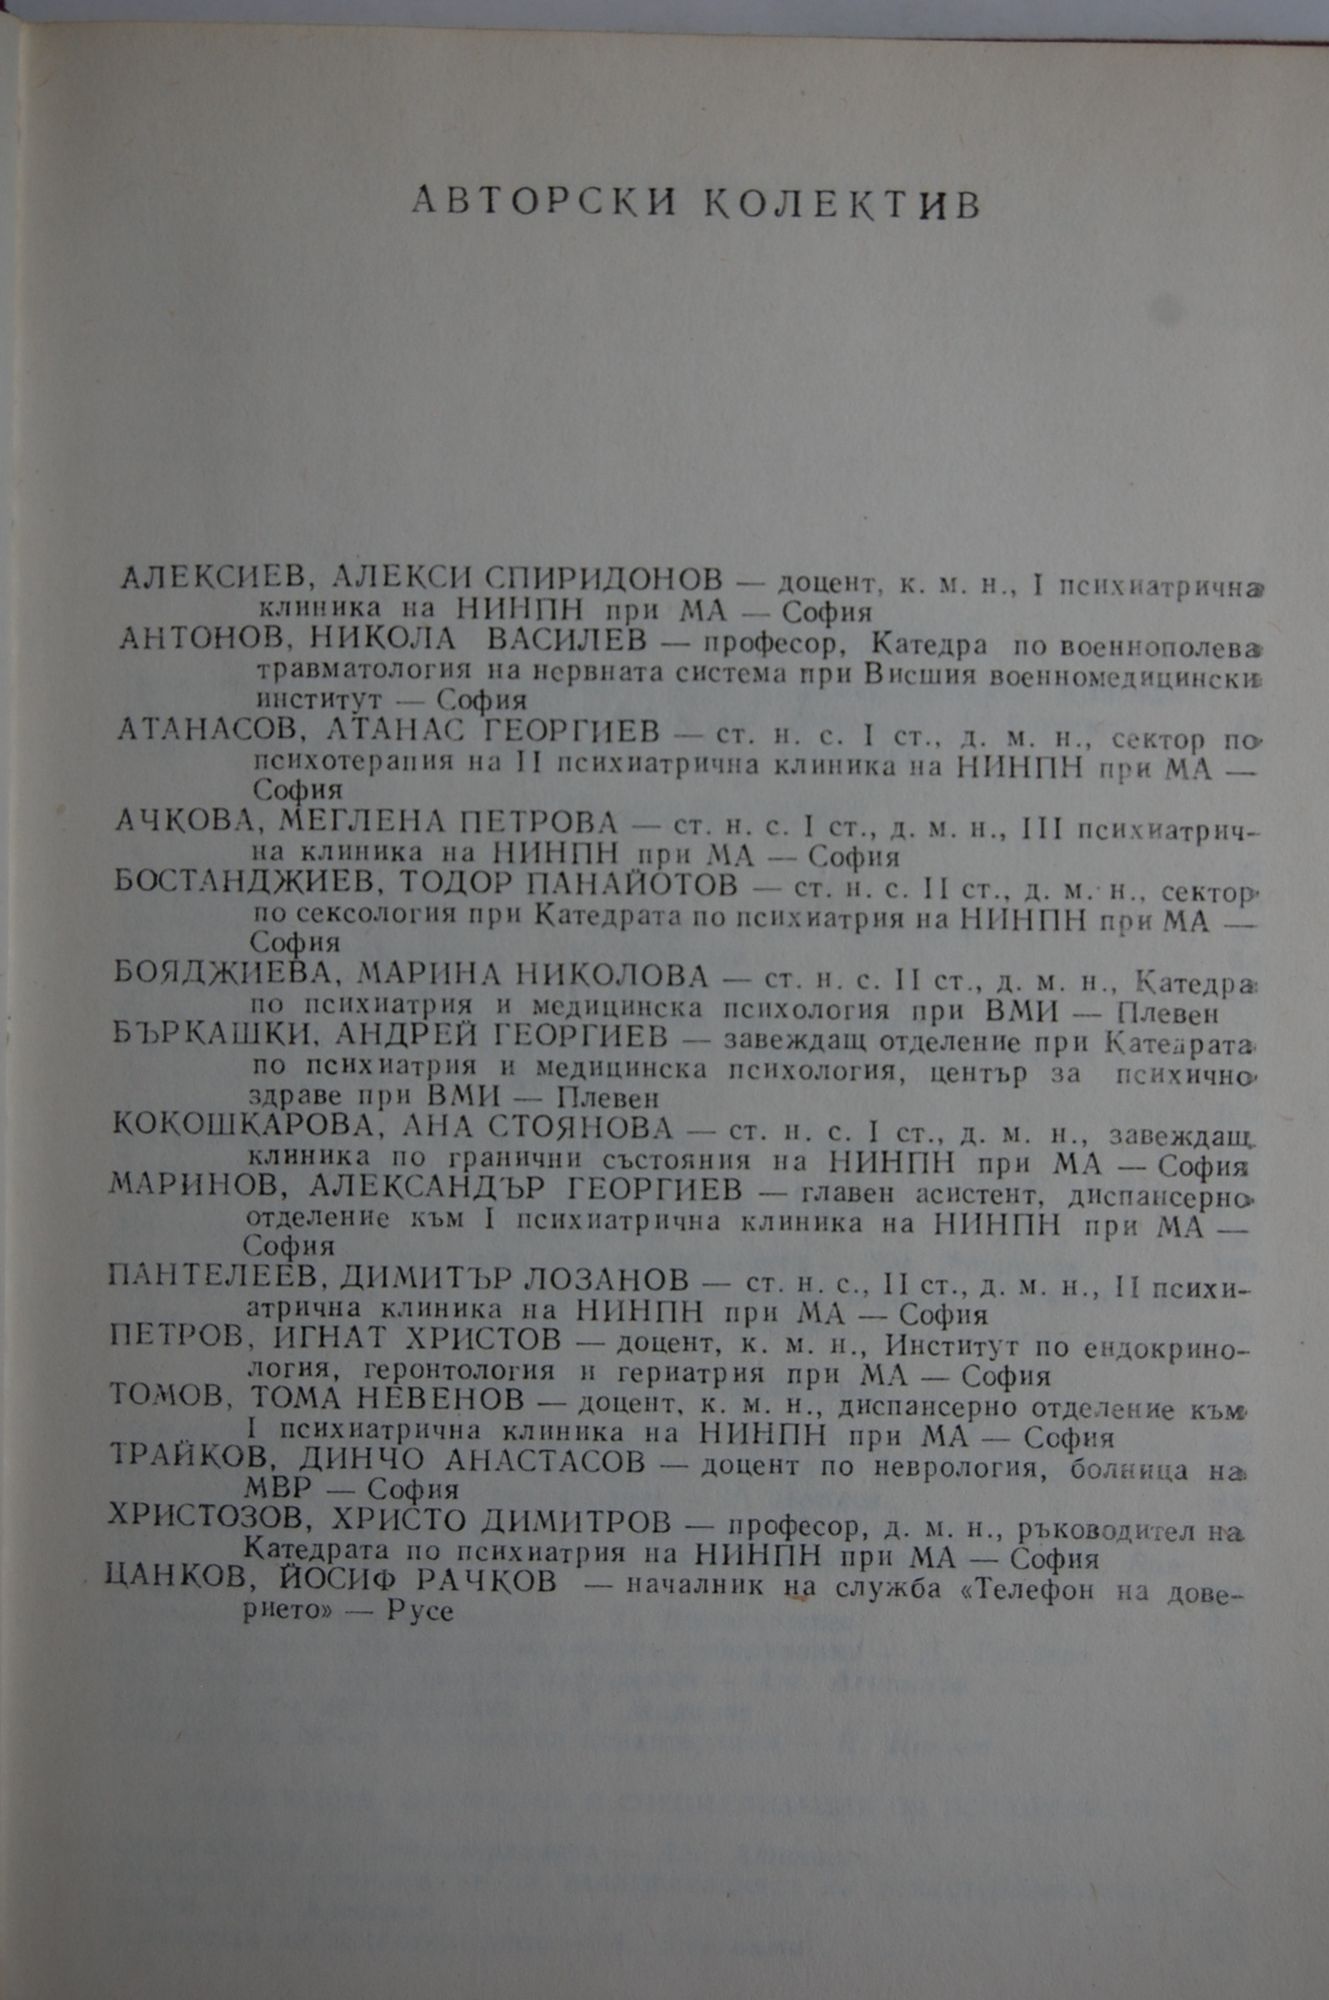 АВТОРСКИ КОЛЕКТИВ
АЛЕКСИЕВ, АЛЕКСИ СПИРИДОНОВ — доцент, к. м. н., I психиатрична
клиника на НИНПН при МА — София
АНТОНОВ, НИКОЛА ВАСИЛЕВ — професор, Катедра по военнополева
травматология на нервната система при Висшия военномедицински
институт — София
АТАНАСОВ, АТАНАС ГЕОРГИЕВ — ст. н. с. I ст., д. м. н., сектор по
психотерапия на II психиатрична клиника на НИНПН при МА —
София
АЧКОВА, МЕГЛЕНА ПЕТРОВА — ст. н. с. I ст., д. м. н., III психиатрич-
на клиника на НИНПН при МА — София
БОСТАНДЖИЕВ, ТОДОР ПАНАЙОТОВ — ст. н. с. II ст., д. м. н., сектор
по сексология при Катедрата по психиатрия на НИНПН при МА —
София
БОЯДЖИЕВА, МАРИНА НИКОЛОВА — ст. н. с. II ст., д. м. н., Катедра
по психиатрия и медицинска психология при ВМИ — Плевен
БЪРКАШКИ, АНДРЕЙ ГЕОРГИЕВ — завеждащ отделение при Катедрата
по психиатрия и медицинска психология, център за психично
здраве при ВМИ — Плевен
КОКОШКАРОВА, АНА СТОЯНОВА — ст. н. с. I ст., д. м. н., завеждащ
клиника по гранични състояния на НИНПН при МА — София
МАРИНОВ, АЛЕКСАНДЪР ГЕОРГИЕВ — главен асистент, диспансерно
отделение към I психиатрична клиника на НИНПН при МА —
София
ПАНТЕЛЕЕВ, ДИМИТЪР ЛОЗАНОВ — ст. н. с., II ст., д. м. н., II психи-
атрична клиника на НИНПН при МА — София
ПЕТРОВ, ИГНАТ ХРИСТОВ — доцент, к. м. н., Институт по ендокрино-
логия, геронтология и гериатрия при МА — София
ТОМОВ, ТОМА НЕВЕНОВ — доцент, к. м. н., диспансерно отделение към
I психиатрична клиника на НИНПН при МА — София
ТРАЙКОВ, ДИНЧО АНАСТАСОВ — доцент по неврология, болница на
МВР — София
ХРИСТОЗОВ, ХРИСТО ДИМИТРОВ — професор, д. м. н., ръководител на
Катедрата по психиатрия на НИНПН при МА — София
ЦАНКОВ, ЙОСИФ РАЧКОВ — началник на служба «Телефон на дове-
рието» — Русе